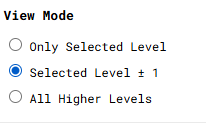 View Mode
Only Selected Level
Selected Level ± 1
All Higher Levels